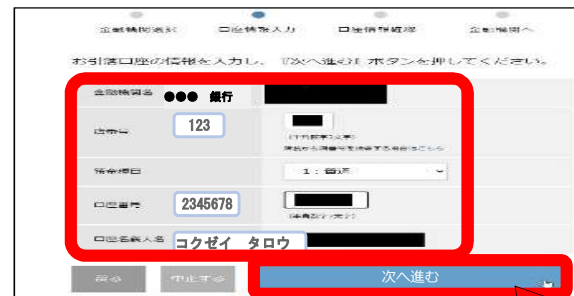 金融機関選択 口座情報入力 口座情報確認 金融機関へ
お引落口座の情報を入力し、『次へ進む』ボタンを押してください。
金融機関名 ●●● 銀行
店番号 123
預金種目 1：普通
口座番号 2345678
口座名義人名 コクゼイ タロウ
戻る 中止する 次へ進む